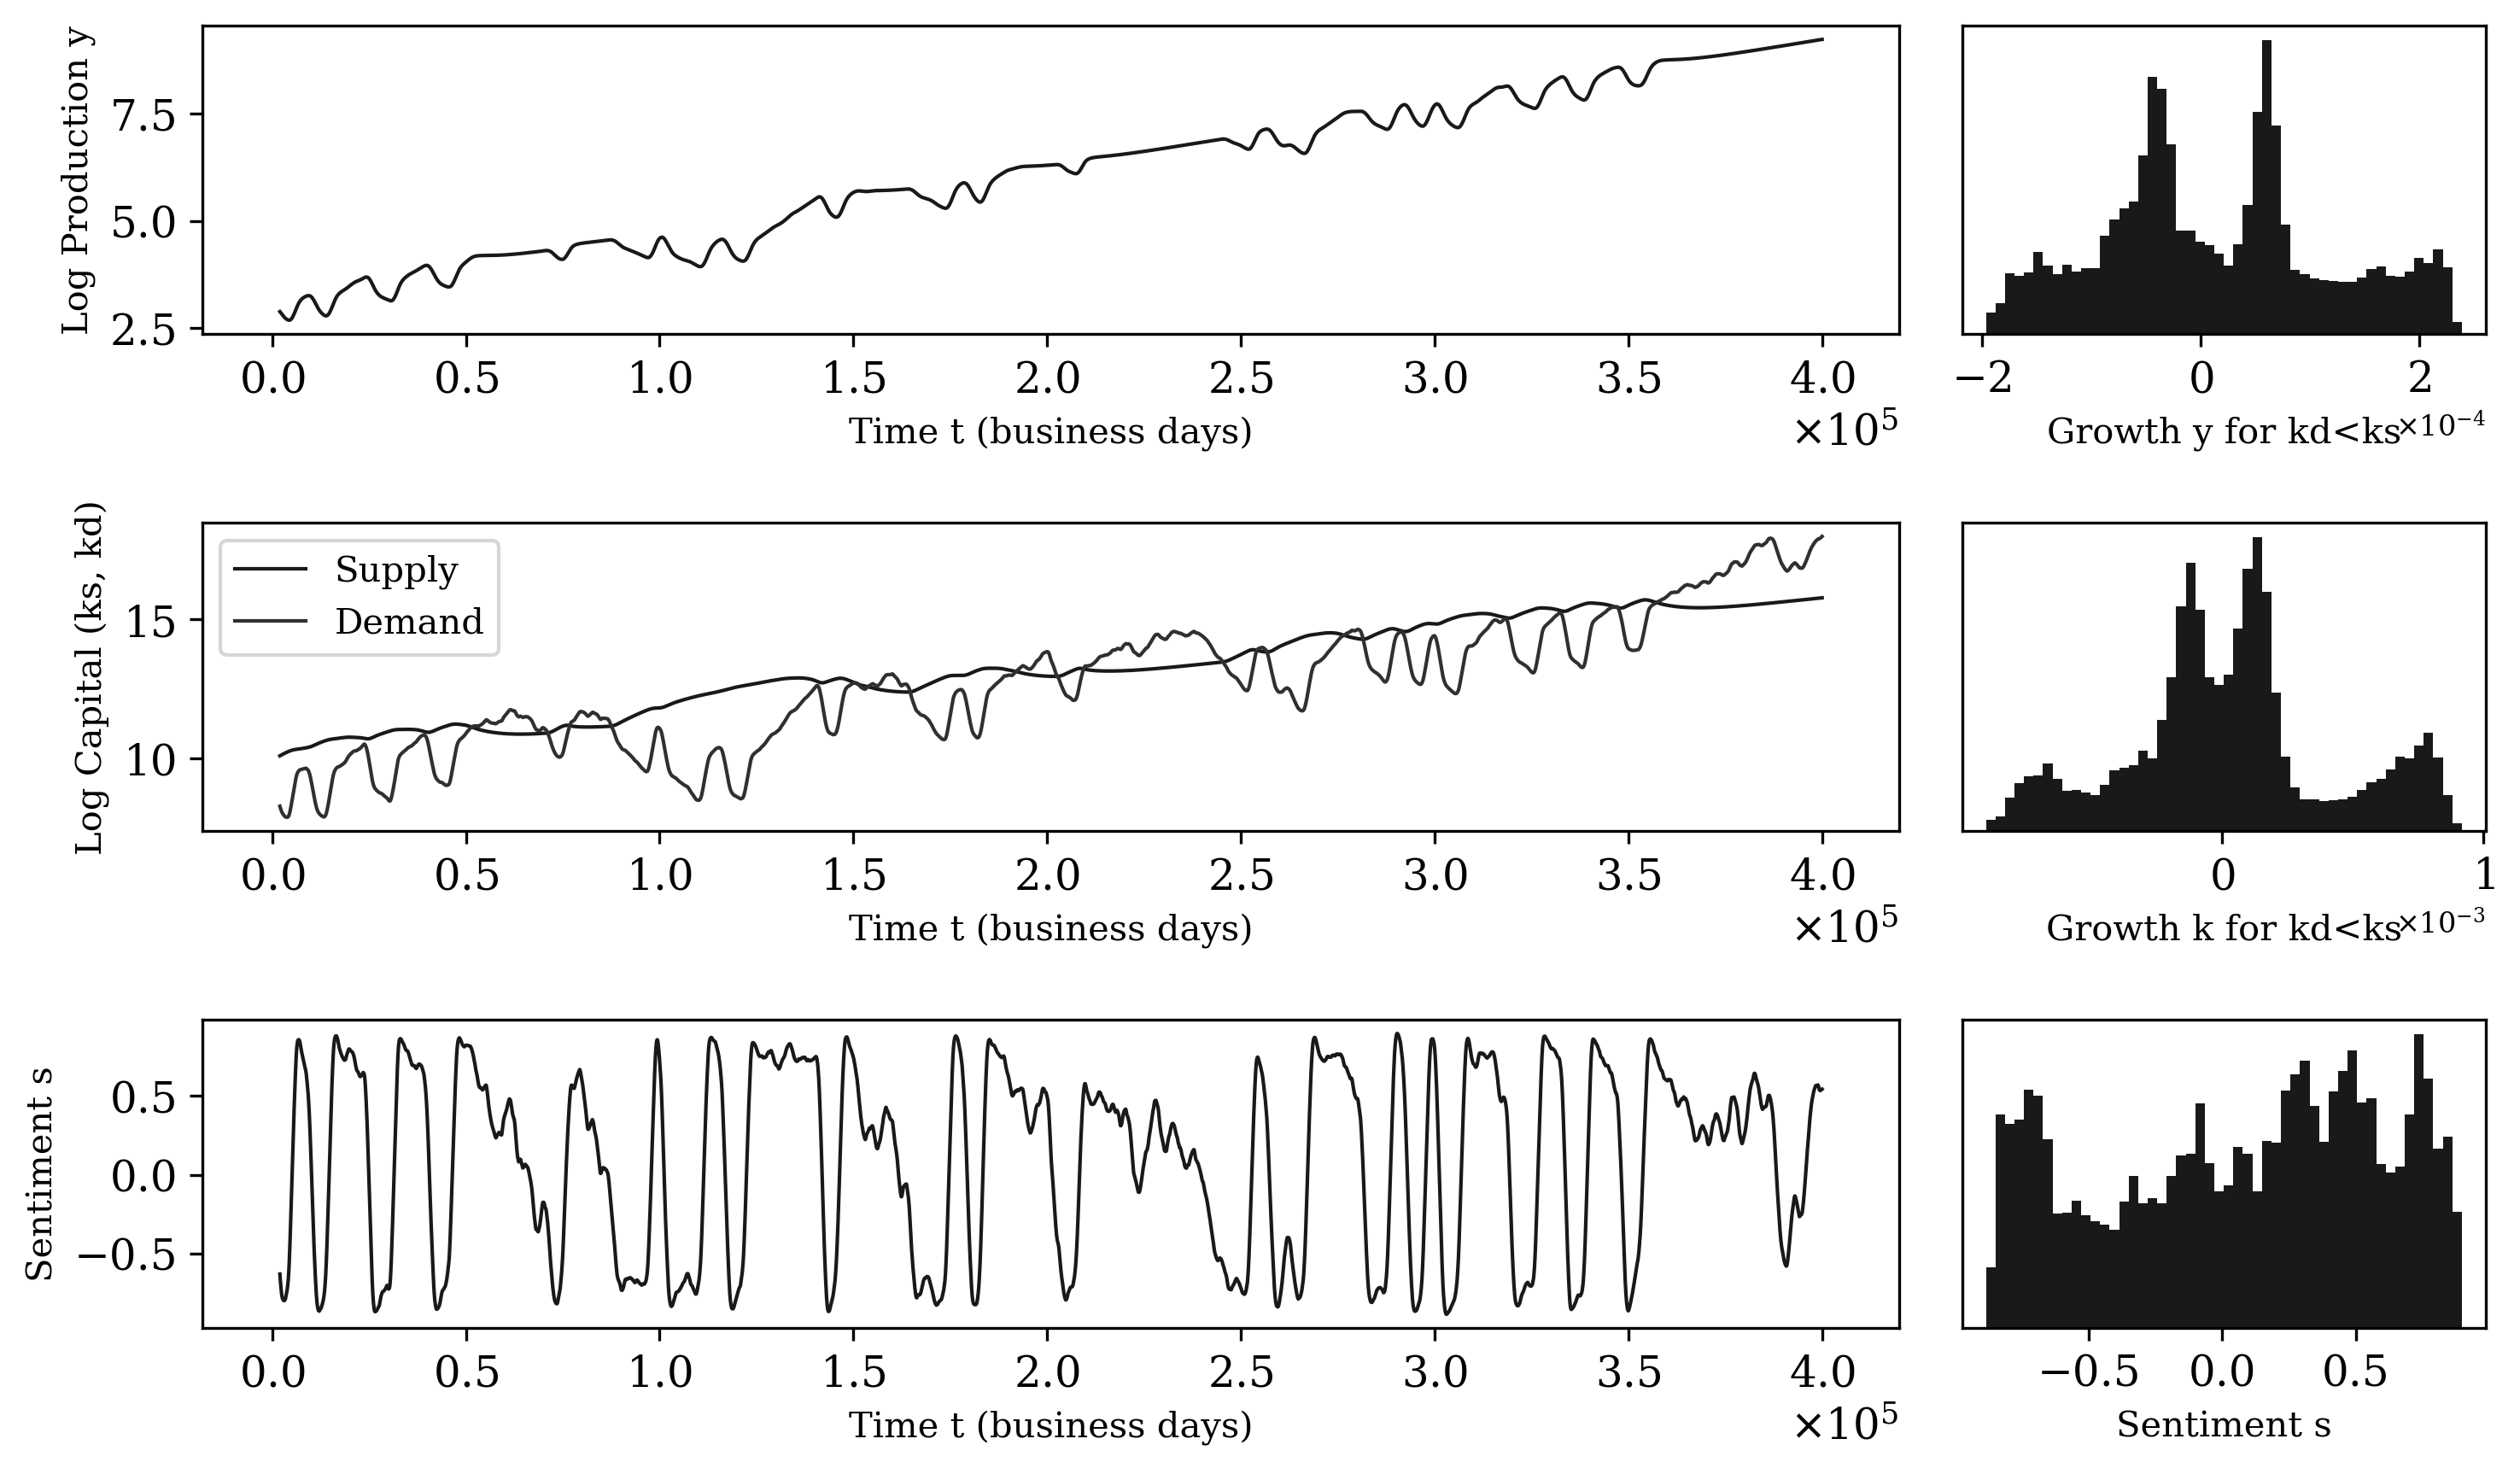 Log Production y
7.5
5.0
2.5
0.0 0.5 1.0 1.5 2.0 2.5 3.0 3.5 4.0
Time t (business days)
×10⁵
−2 0 2
Growth y for kd<ks
×10⁻⁴
Log Capital (ks, kd)
15
10
Supply
Demand
0.0 0.5 1.0 1.5 2.0 2.5 3.0 3.5 4.0
Time t (business days)
×10⁵
0 1
Growth k for kd<ks
×10⁻³
Sentiment s
0.5
0.0
−0.5
0.0 0.5 1.0 1.5 2.0 2.5 3.0 3.5 4.0
Time t (business days)
×10⁵
−0.5 0.0 0.5
Sentiment s